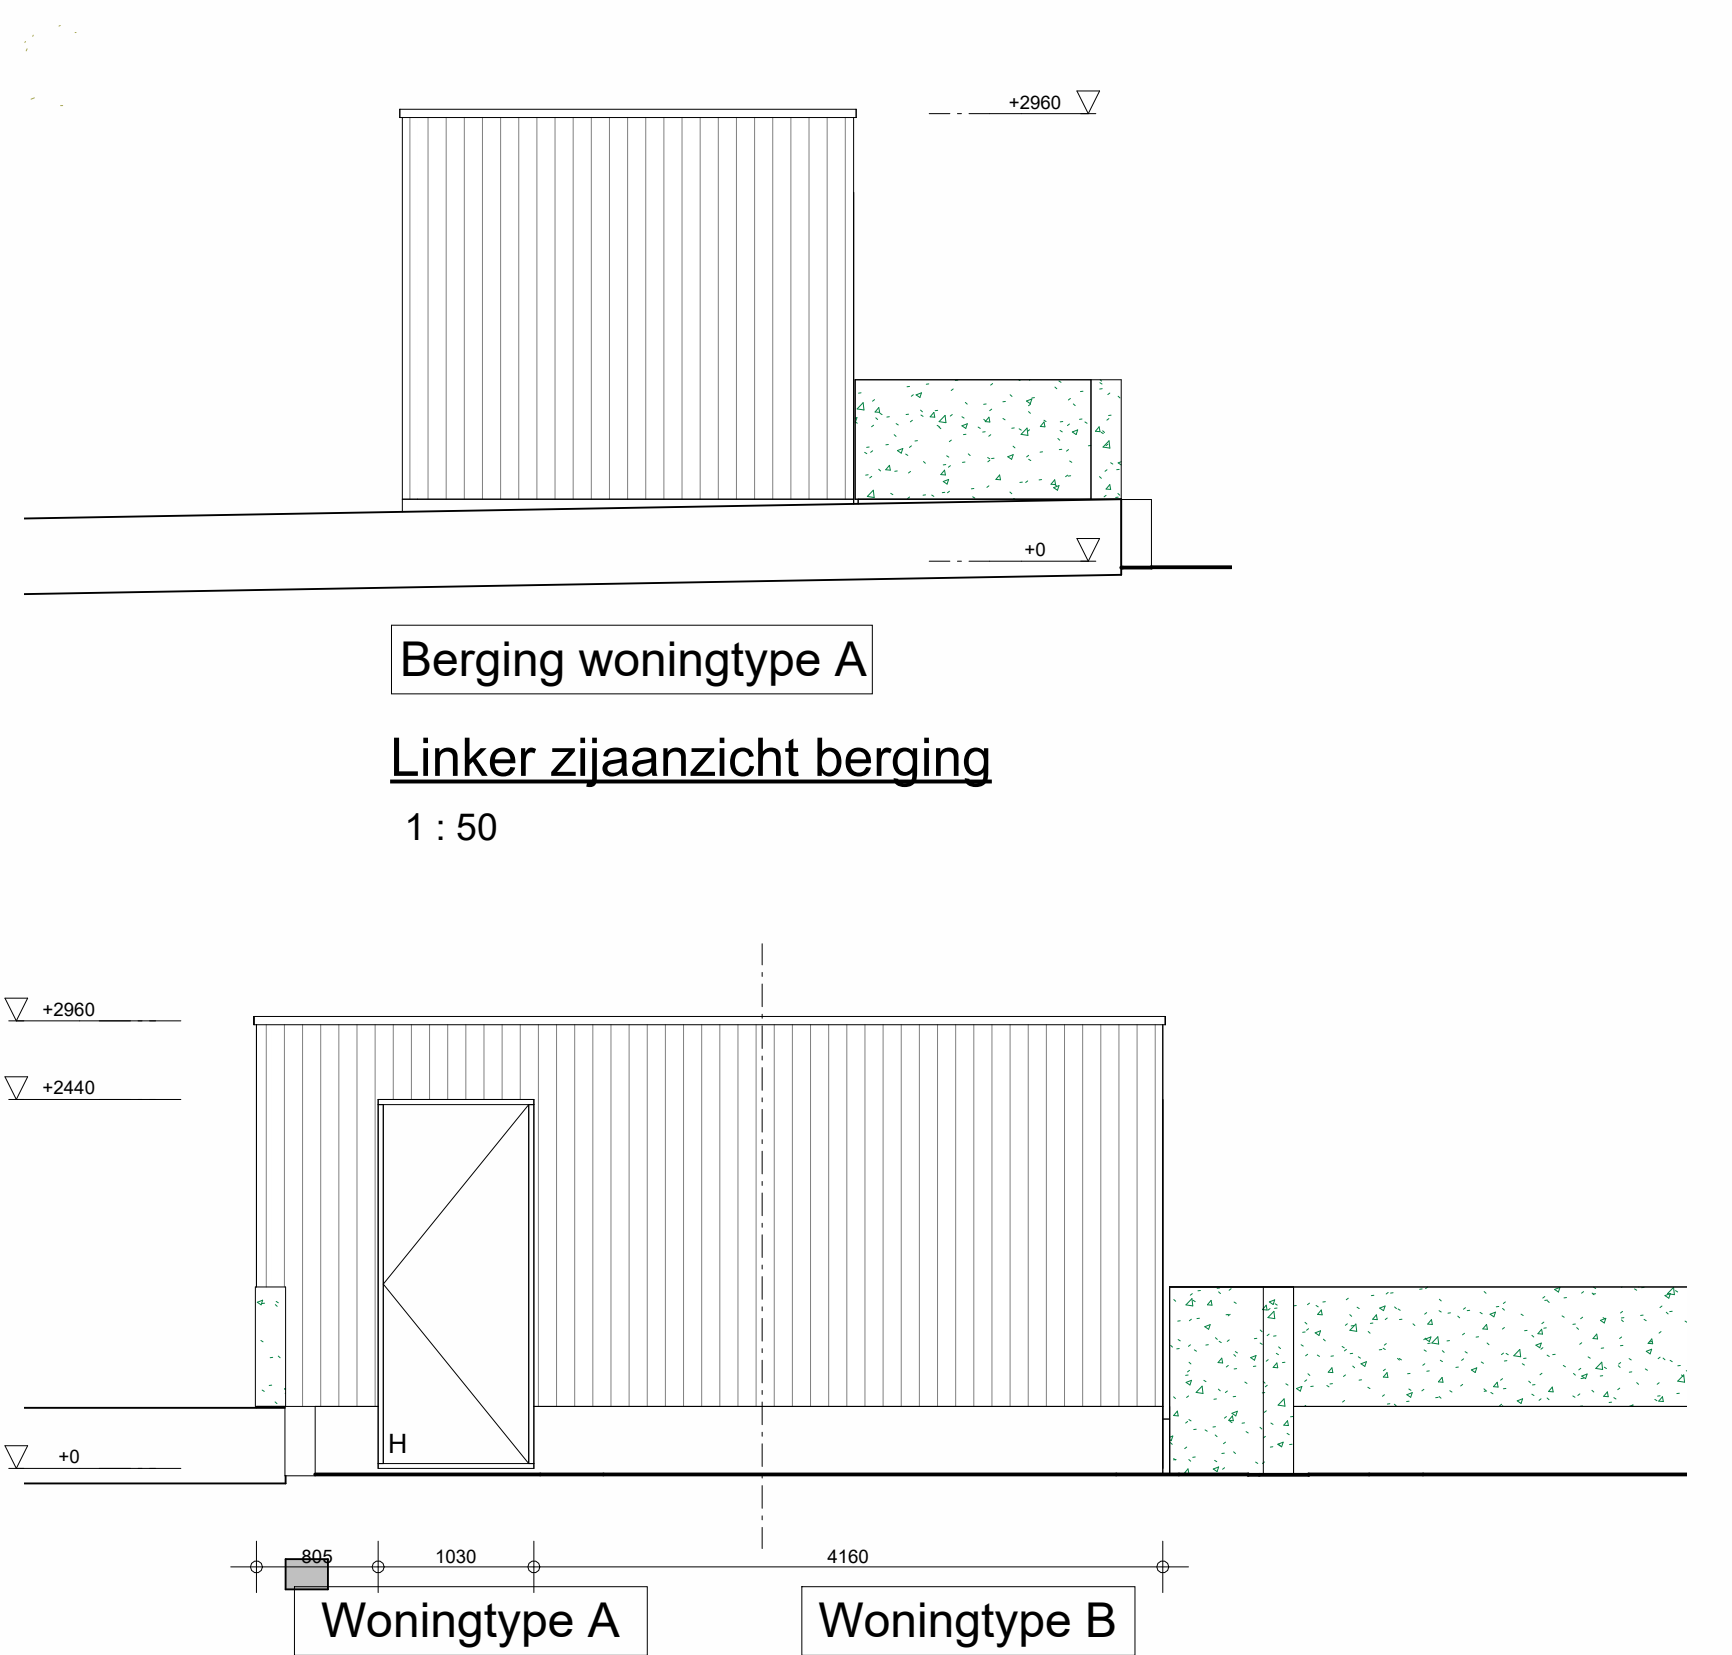 +2960
+0
Berging woningtype A
Linker zijaanzicht berging
1 : 50
+2960
+2440
H
+0
805 1030 4160
Woningtype A Woningtype B